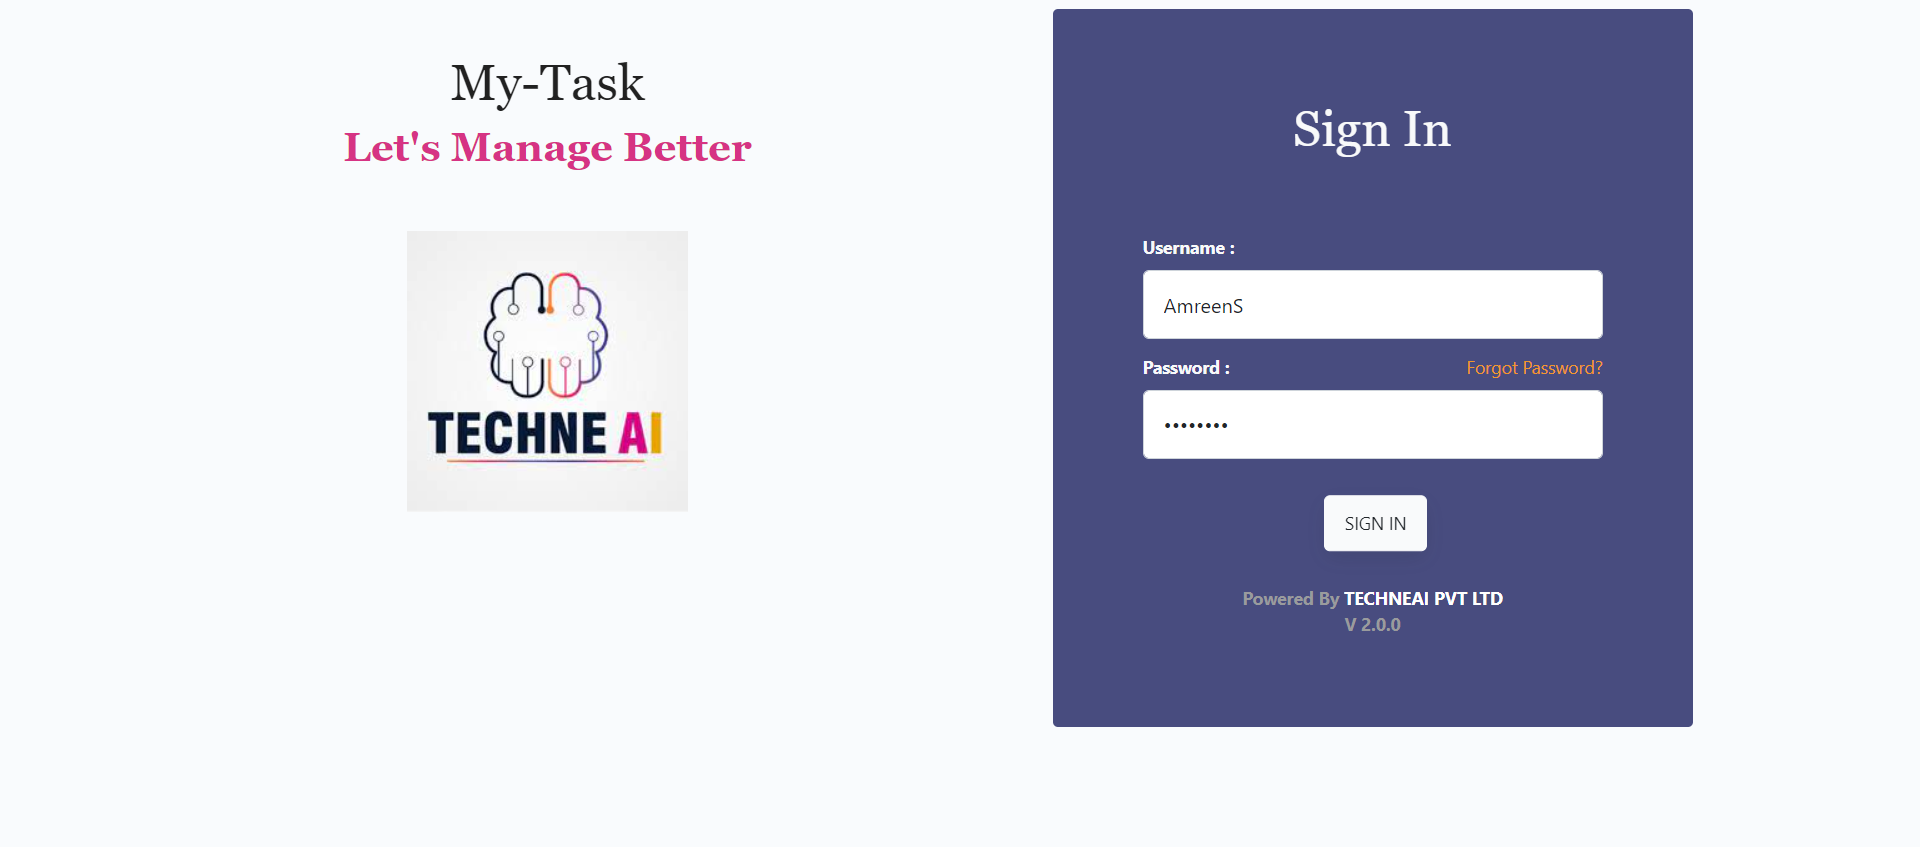 My-Task
Let's Manage Better
TECHNE AI
Sign In
Username :
AmreenS
Password :
Forgot Password?
••••••••
SIGN IN
Powered By TECHNEAI PVT LTD
V 2.0.0